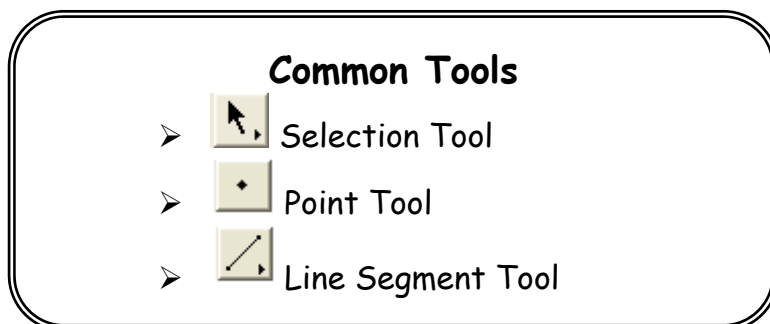 Common Tools
➢ Selection Tool
➢ Point Tool
➢ Line Segment Tool